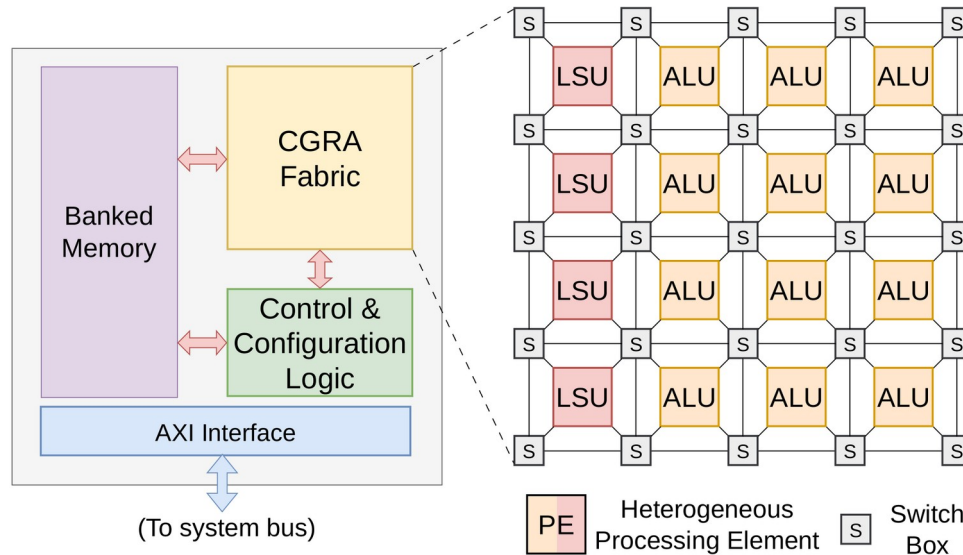 S S S S S
LSU ALU ALU ALU
S S S S S
LSU ALU ALU ALU
S S S S S
LSU ALU ALU ALU
S S S S S
LSU ALU ALU ALU
S S S S S
CGRA
Fabric
Banked
Memory
Control &
Configuration
Logic
AXI Interface
(To system bus)
PE
Heterogeneous
Processing Element
S
Switch
Box